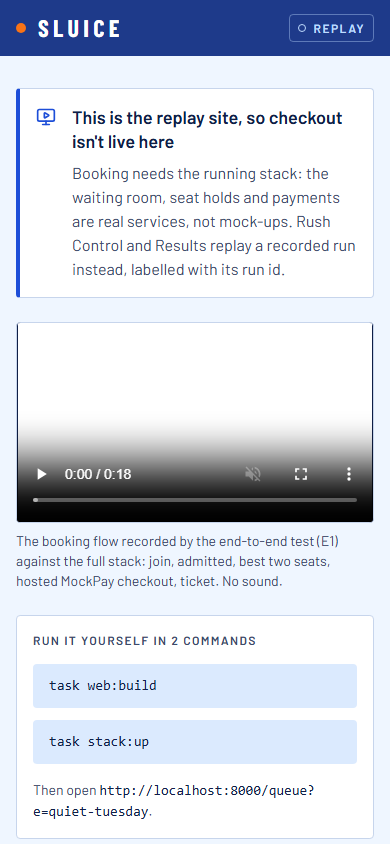 SLUICE
REPLAY
This is the replay site, so checkout
isn't live here
Booking needs the running stack: the
waiting room, seat holds and payments
are real services, not mock-ups. Rush
Control and Results replay a recorded run
instead, labelled with its run id.
0:00 / 0:18
The booking flow recorded by the end-to-end test (E1)
against the full stack: join, admitted, best two seats,
hosted MockPay checkout, ticket. No sound.
RUN IT YOURSELF IN 2 COMMANDS
task web:build
task stack:up
Then open http://localhost:8000/queue?
e=quiet-tuesday.